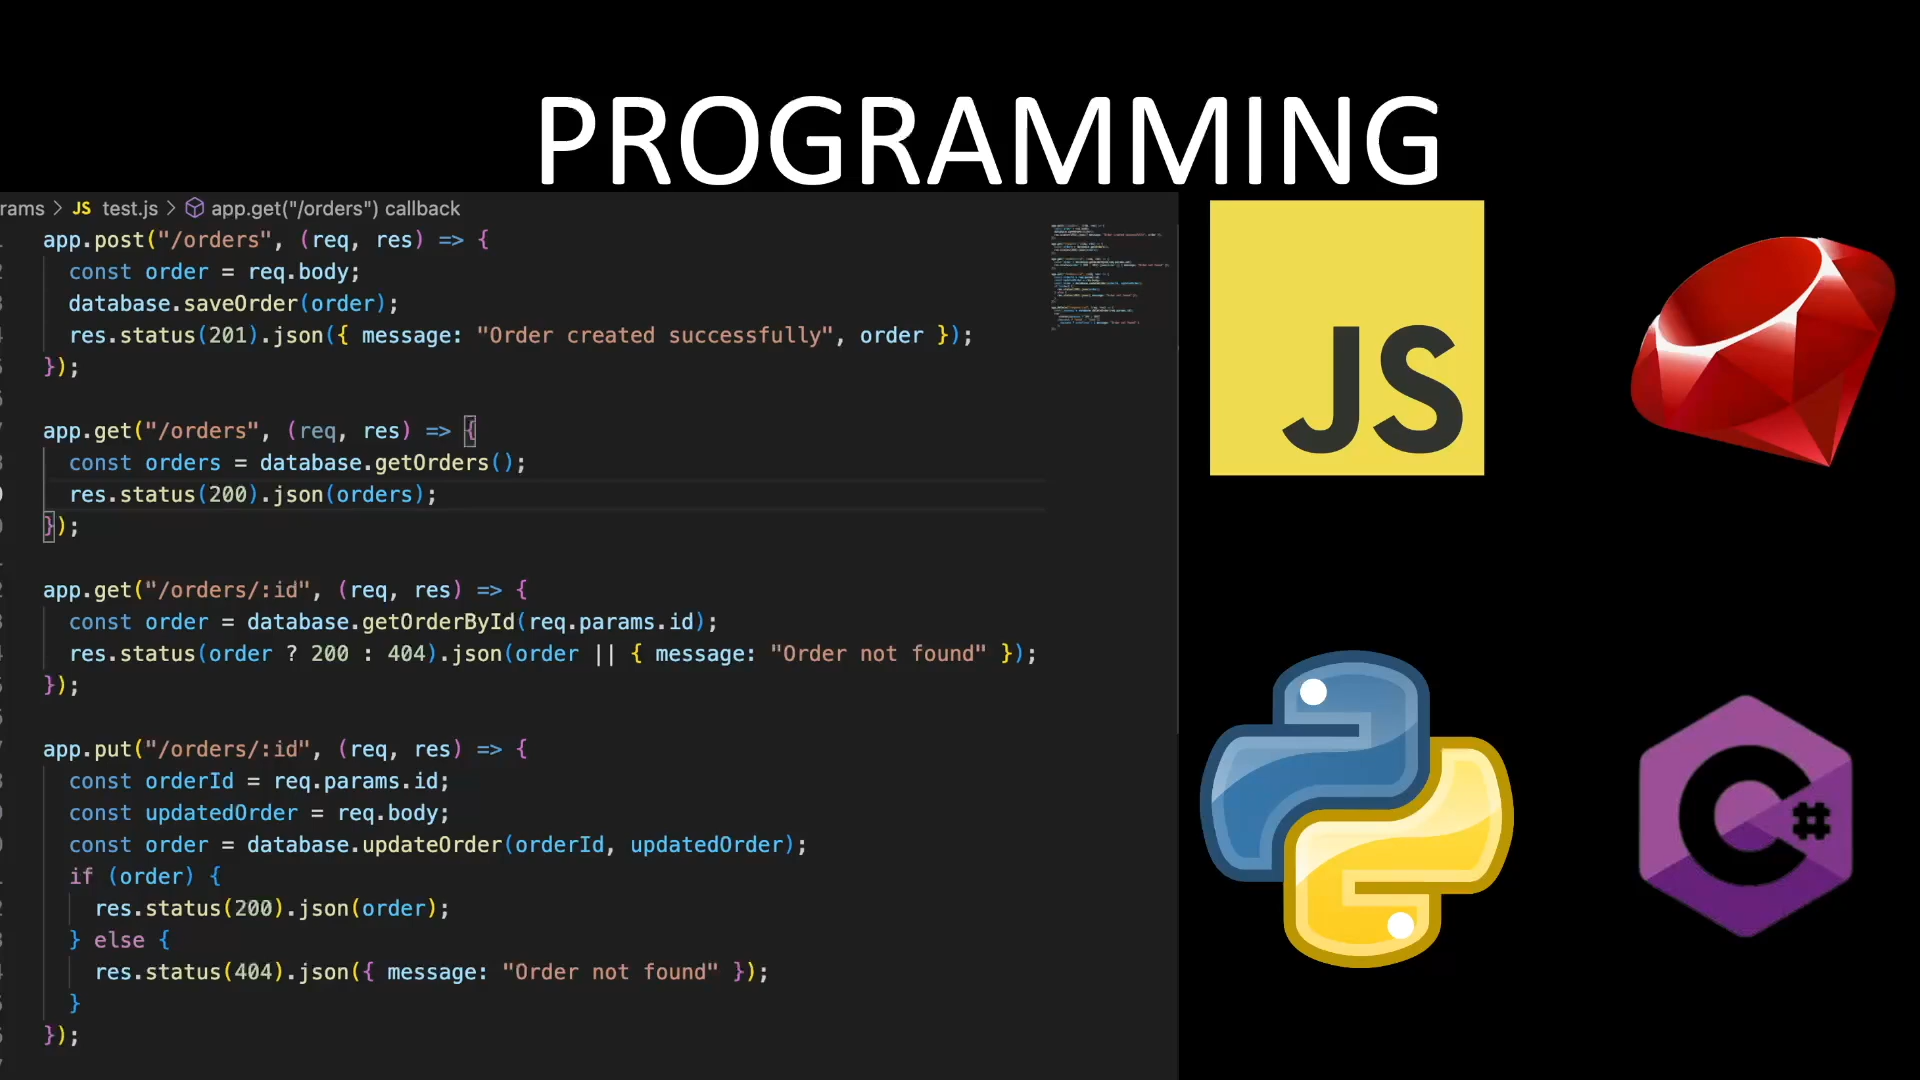 PROGRAMMING
rams > JS test.js > app.get("/orders") callback
app.post("/orders", (req, res) => {
const order = req.body;
database.saveOrder(order);
res.status(201).json({ message: "Order created successfully", order });
});
app.get("/orders", (req, res) => {
const orders = database.getOrders();
res.status(200).json(orders);
});
app.get("/orders/:id", (req, res) => {
const order = database.getOrderById(req.params.id);
res.status(order ? 200 : 404).json(order || { message: "Order not found" });
});
app.put("/orders/:id", (req, res) => {
const orderId = req.params.id;
const updatedOrder = req.body;
const order = database.updateOrder(orderId, updatedOrder);
if (order) {
res.status(200).json(order);
} else {
res.status(404).json({ message: "Order not found" });
}
});
JS
C#